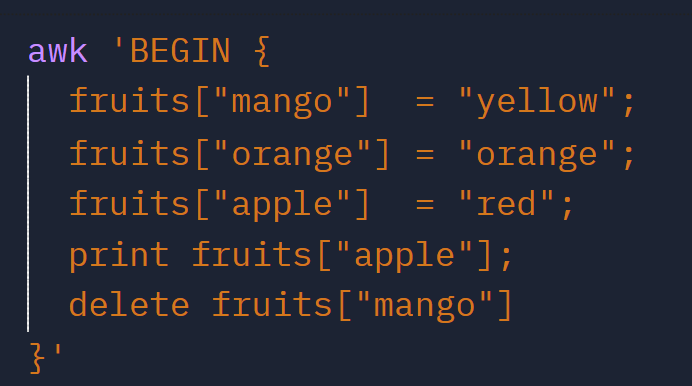 awk 'BEGIN {
  fruits["mango"]  = "yellow";
  fruits["orange"] = "orange";
  fruits["apple"]  = "red";
  print fruits["apple"];
  delete fruits["mango"]
}'